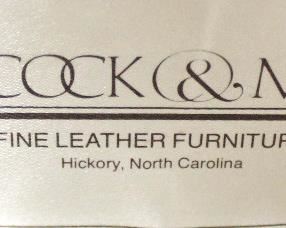 COCK & M
FINE LEATHER FURNITUR
Hickory, North Carolina